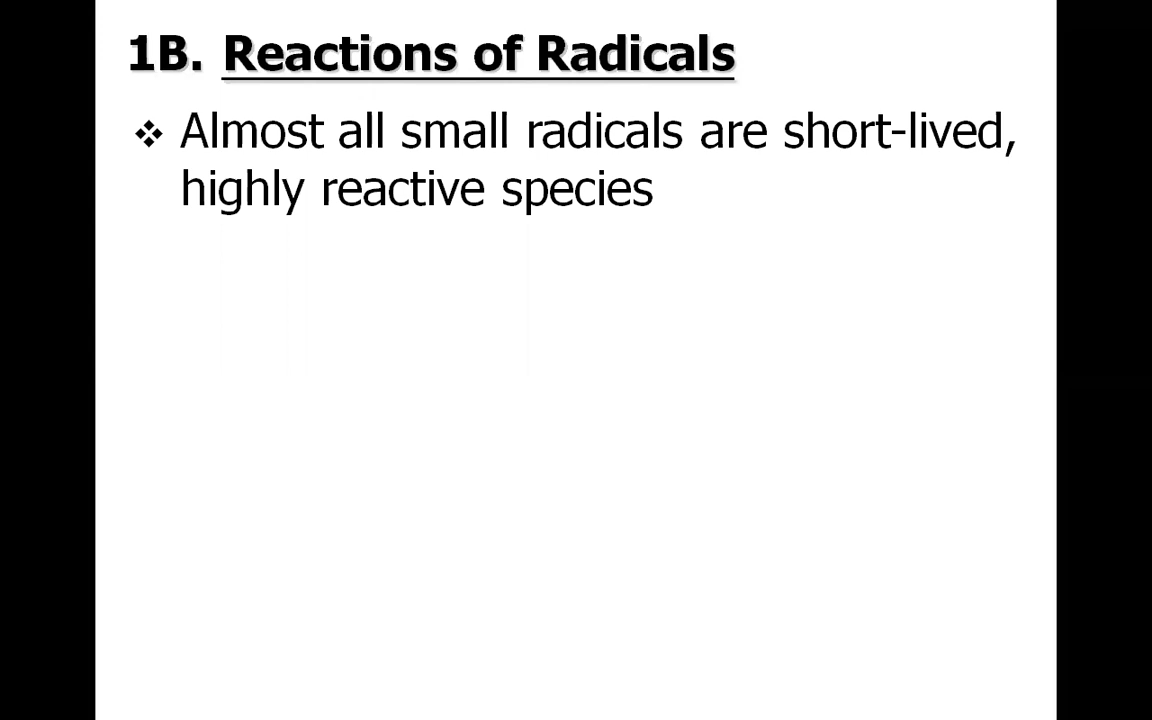 1B. Reactions of Radicals
❖ Almost all small radicals are short-lived,
highly reactive species